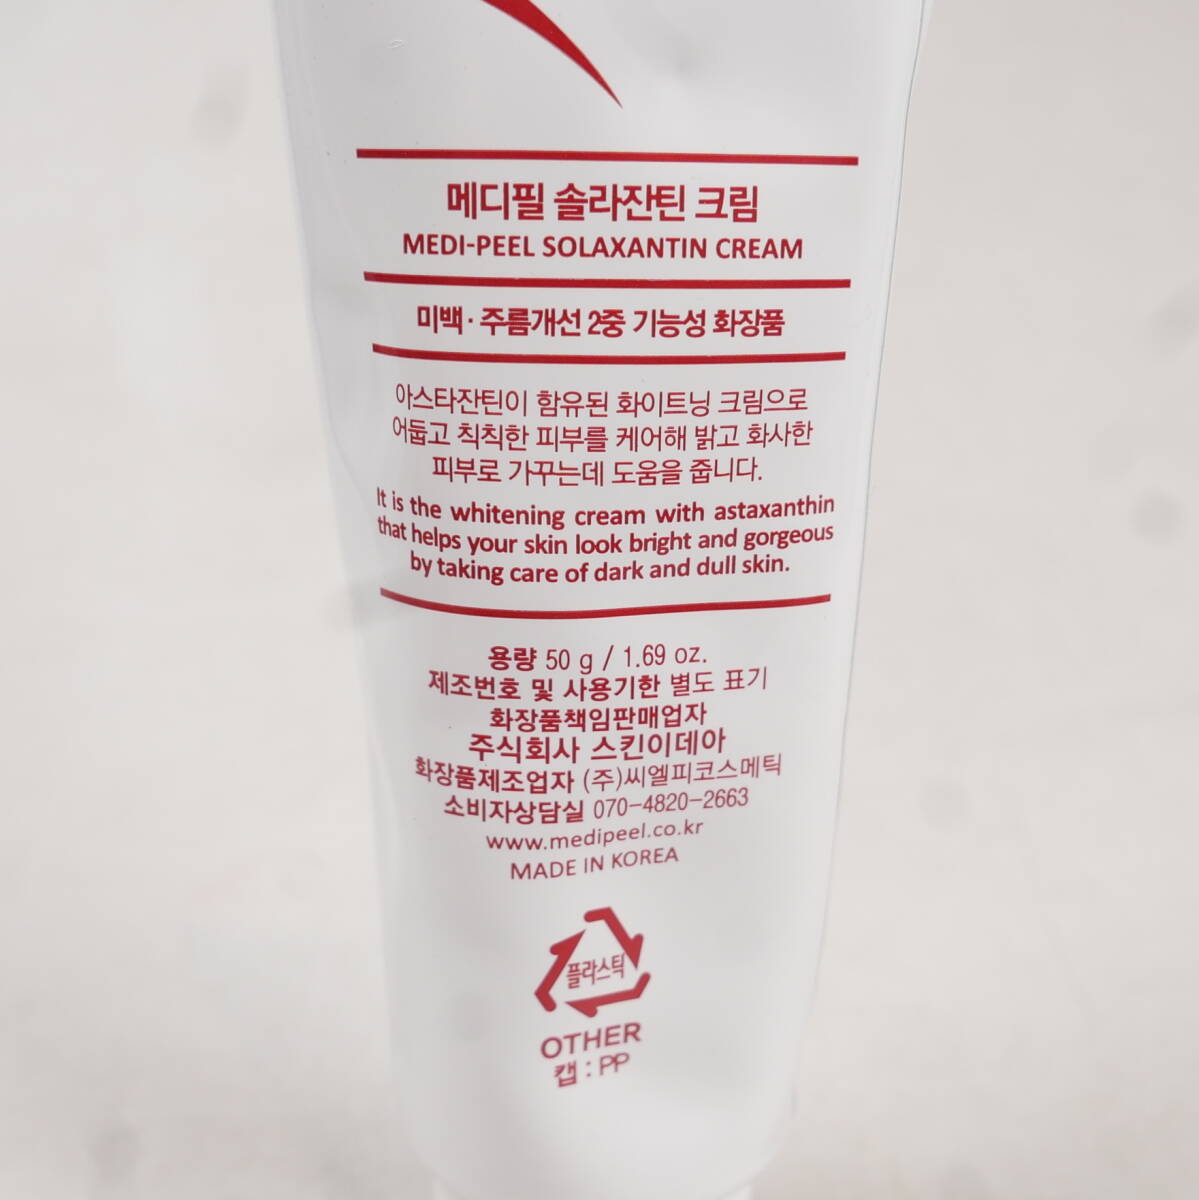 메디필 솔라잔틴 크림
MEDI-PEEL SOLAXANTIN CREAM
미백·주름개선 2중 기능성 화장품
아스타잔틴이 함유된 화이트닝 크림으로
어둡고 칙칙한 피부를 케어해 밝고 화사한
피부로 가꾸는데 도움을 줍니다.
It is the whitening cream with astaxanthin
that helps your skin look bright and gorgeous
by taking care of dark and dull skin.
용량 50 g / 1.69 oz.
제조번호 및 사용기한 별도 표기
화장품책임판매업자
주식회사 스킨이데아
화장품제조업자 (주)씨엘피코스메틱
소비자상담실 070-4820-2663
www.medipeel.co.kr
MADE IN KOREA
플라스틱
OTHER
캡 : PP